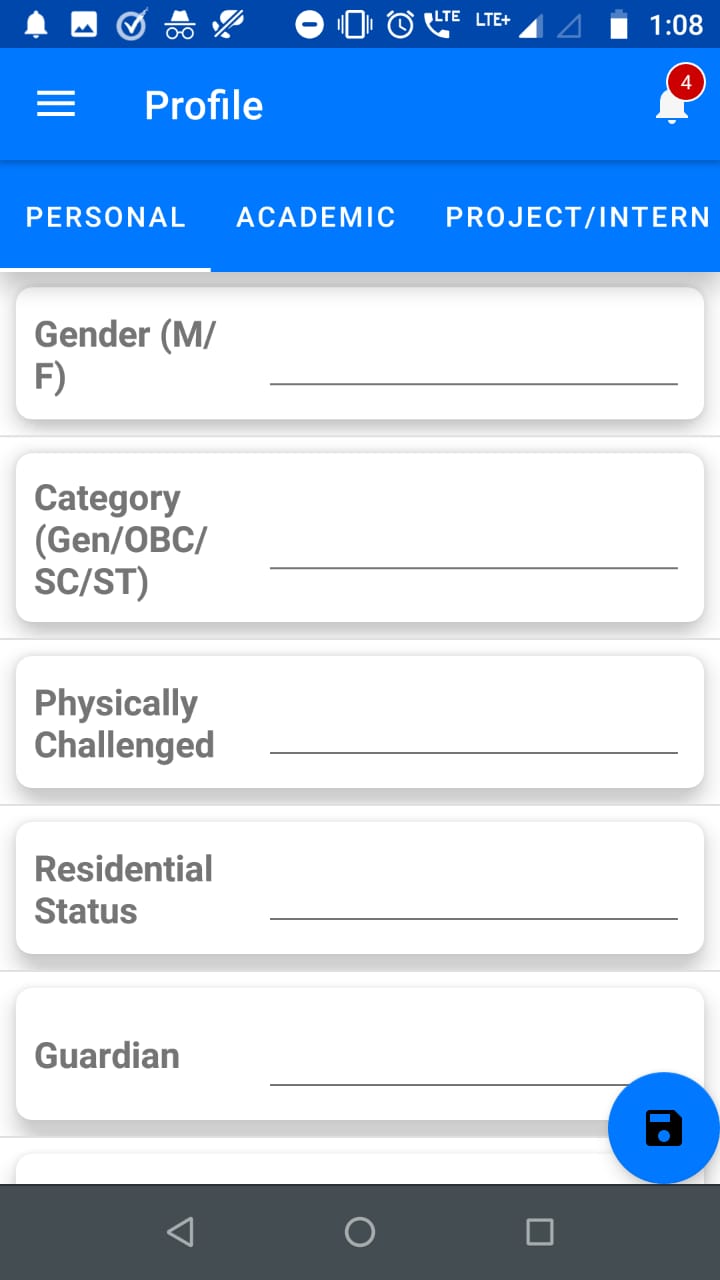 LTE LTE+ 1:08
Profile 4
PERSONAL ACADEMIC PROJECT/INTERN
Gender (M/
F)
Category
(Gen/OBC/
SC/ST)
Physically
Challenged
Residential
Status
Guardian